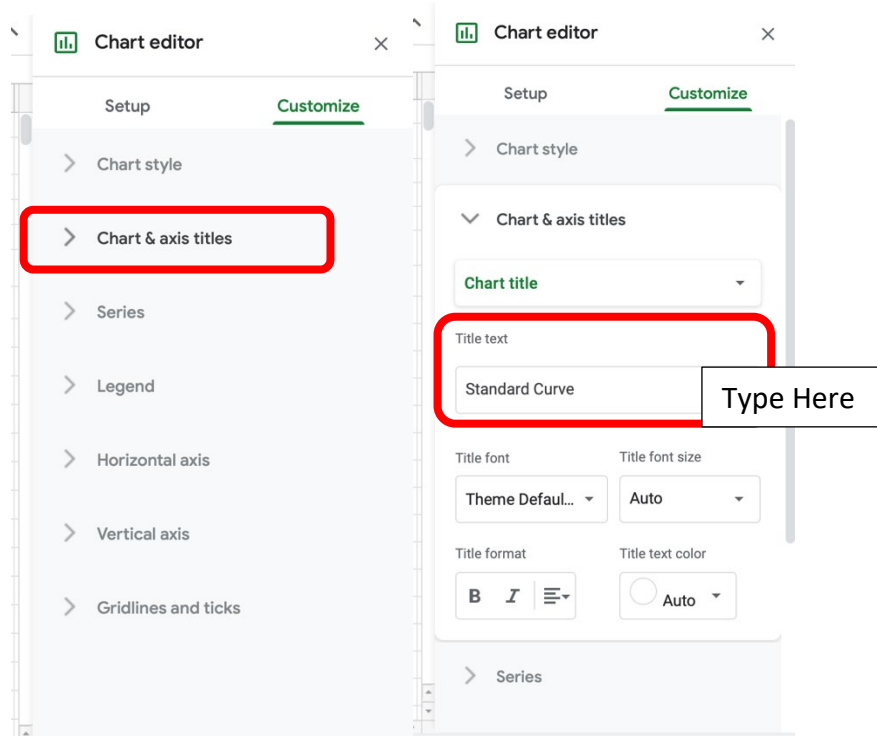 Chart editor
Setup Customize
Chart style
Chart & axis titles
Series
Legend
Horizontal axis
Vertical axis
Gridlines and ticks
Chart editor
Setup Customize
Chart style
Chart & axis titles
Chart title
Title text
Standard Curve
Type Here
Title font Title font size
Theme Defaul... Auto
Title format Title text color
B I Auto
Series